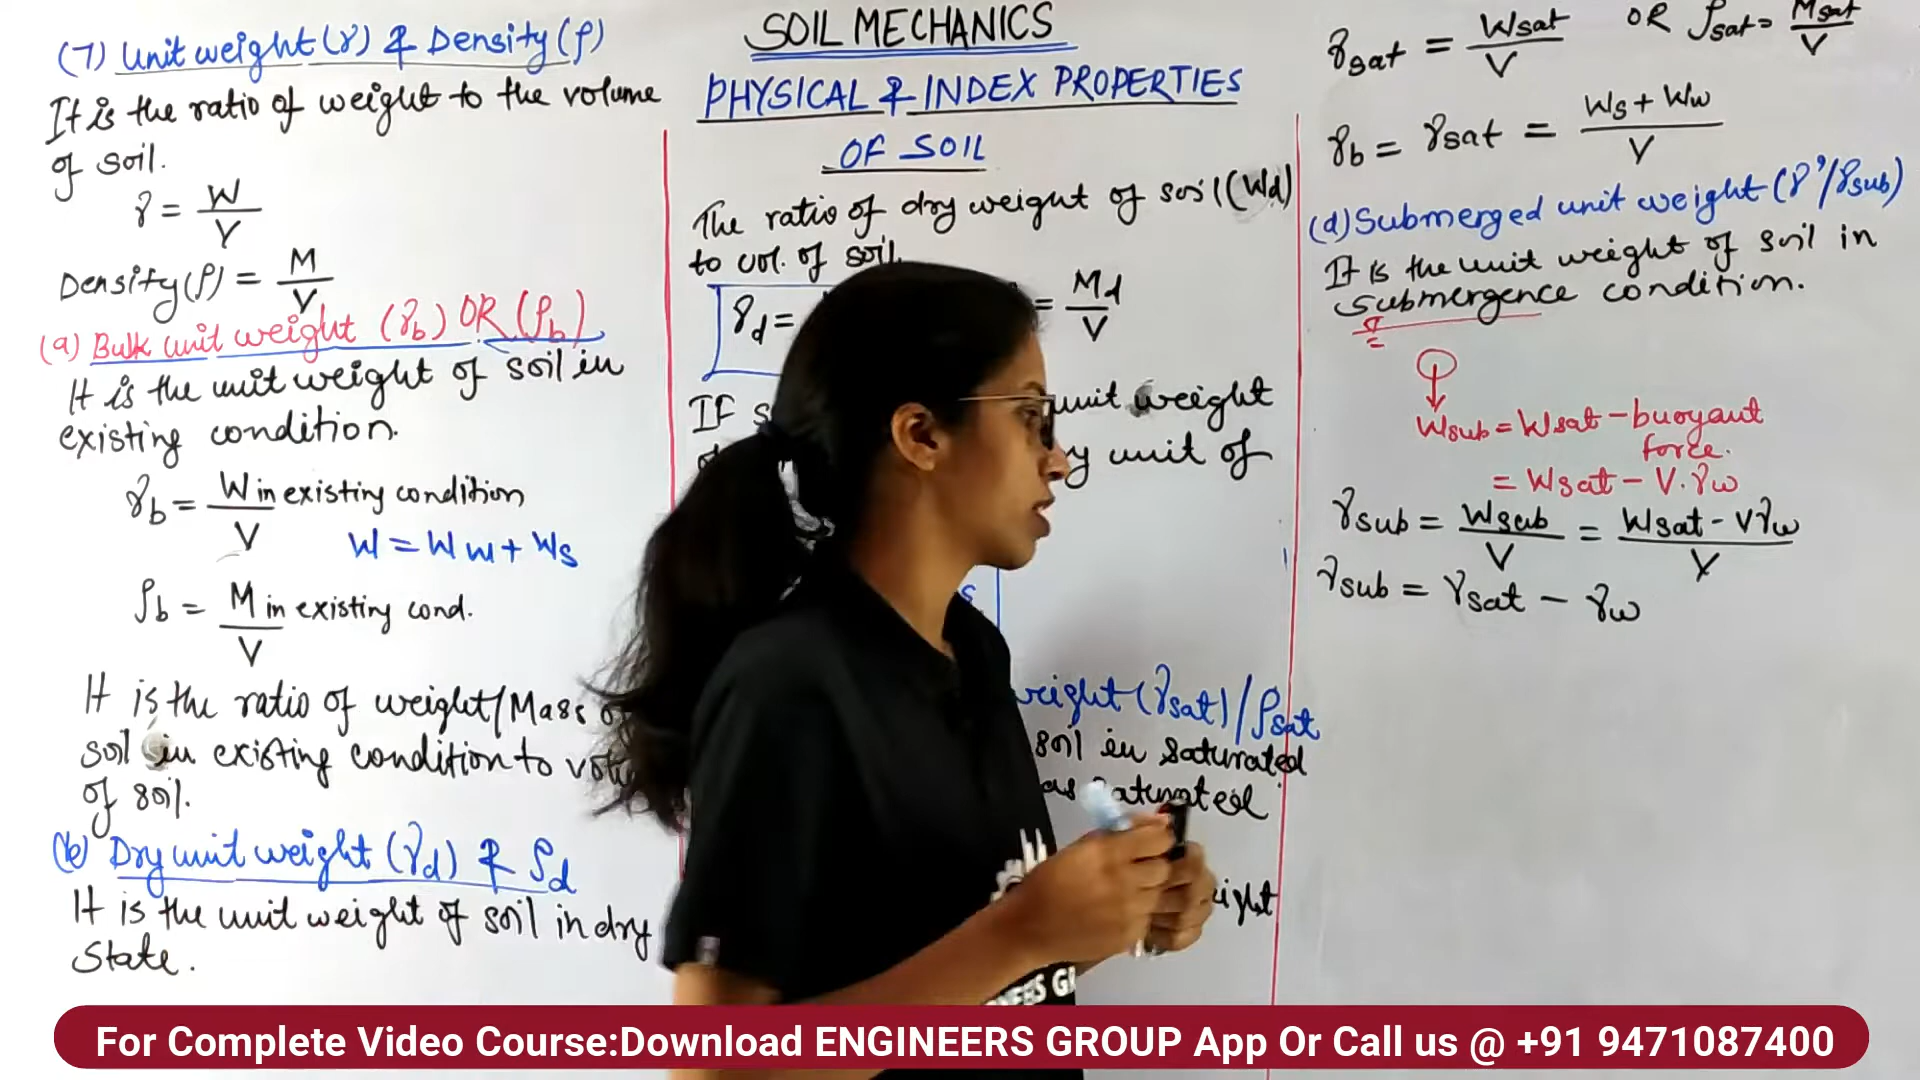 SOIL MECHANICS
PHYSICAL & INDEX PROPERTIES
OF SOIL
(7) Unit weight (γ) & Density (ρ)
It is the ratio of weight to the volume
of soil.
γ = W/V
Density (ρ) = M/V
(a) Bulk unit weight (γb) OR (ρb)
It is the unit weight of soil in
existing condition.
γb = W in existing condition / V
W = Ww + Ws
ρb = M in existing cond. / V
It is the ratio of weight/Mass
soil in existing condition to
of soil.
(b) Dry unit weight (γd) & ρd
It is the unit weight of soil in dry
state.
The ratio of dry weight of soil (Wd)
to vol. of soil
γd = = Md/V
IF unit weight
unit of
s
weight (γsat) / ρsat
soil in saturated
as saturated
γsat = Wsat/V OR ρsat = Msat/V
γb = γsat = Ws + Ww / V
(d) Submerged unit weight (γ'/γsub)
It is the unit weight of soil in
submergence condition.
Wsub = Wsat - buoyant
force.
= Wsat - V.γw
γsub = Wsub/V = Wsat - Vγw / V
γsub = γsat - γw
For Complete Video Course:Download ENGINEERS GROUP App Or Call us @ +91 9471087400